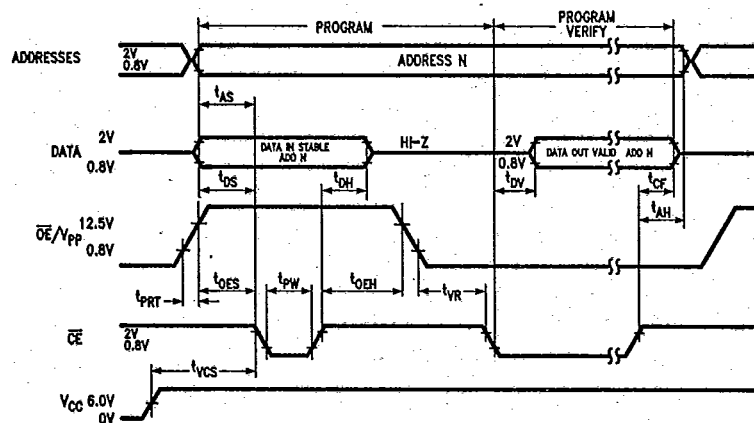 PROGRAM
PROGRAM
VERIFY
ADDRESSES
2V
0.8V
ADDRESS N
tAS
DATA
2V
0.8V
DATA IN STABLE
ADD N
HI-Z
2V
0.8V
DATA OUT VALID ADD N
tDS
tDH
tDV
tCF
tAH
OE/VPP
12.5V
0.8V
tPRT
tOES
tPW
tOEH
tVR
CE
2V
0.8V
tVCS
VCC
6.0V
0V